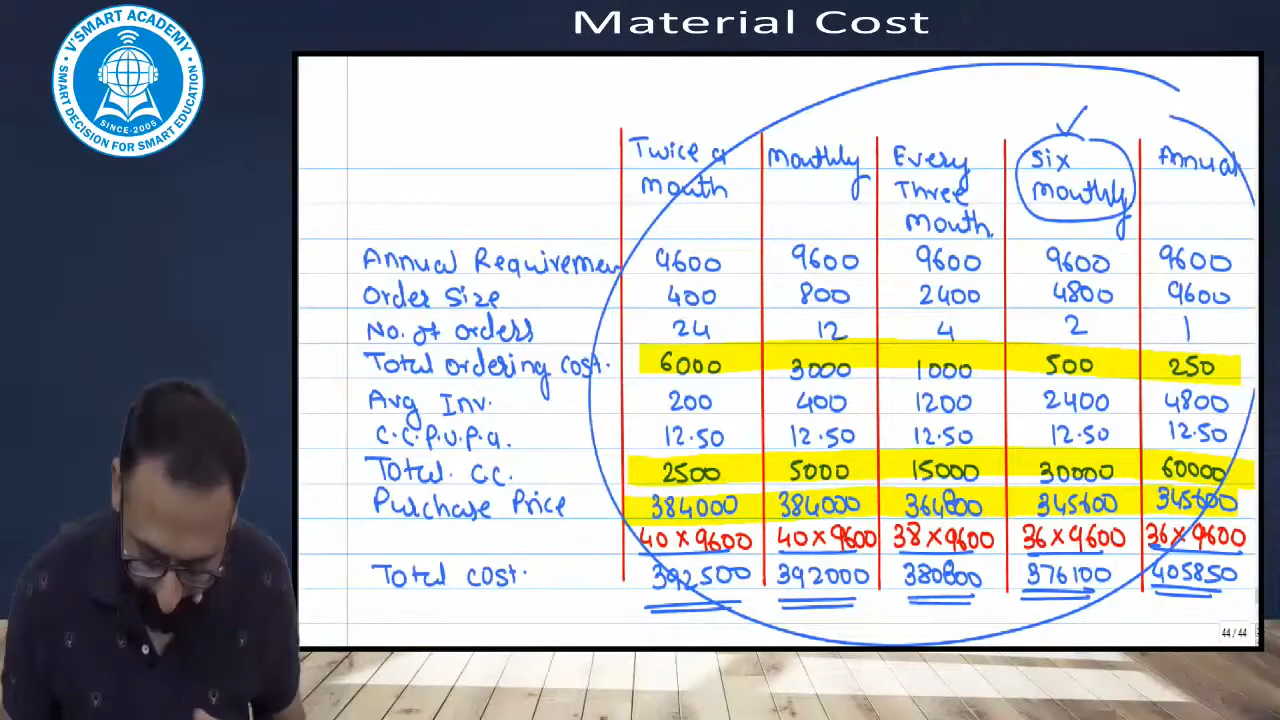 Material Cost
V'SMART ACADEMY
SINCE-2005
SMART DECISION FOR SMART EDUCATION
Twice a month Monthly Every Three Month. Six monthly Annual
Annual Requirement 9600 9600 9600 9600 9600
Order Size 400 800 2400 4800 9600
No. of orders 24 12 4 2 1
Total ordering cost. 6000 3000 1000 500 250
Avg Inv. 200 400 1200 2400 4800
C.C.P.U.P.a. 12.50 12.50 12.50 12.50 12.50
Total. CC. 2500 5000 15000 30000 60000
Purchase Price 384000 384000 364800 345600 345600
40 × 9600 40 × 9600 38 × 9600 36 × 9600 36 × 9600
Total cost. 392500 392000 380800 376100 405850
44 / 44